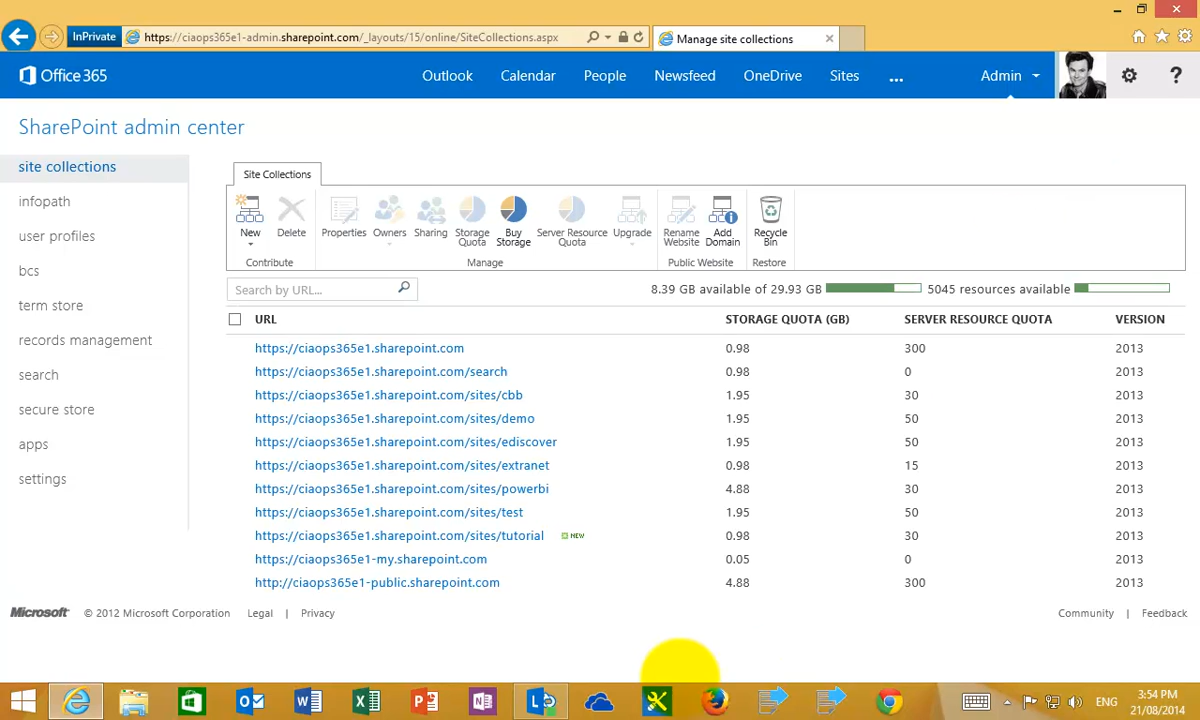 InPrivate https://ciaops365e1-admin.sharepoint.com/_layouts/15/online/SiteCollections.aspx Manage site collections
Office 365 Outlook Calendar People Newsfeed OneDrive Sites ... Admin ?
SharePoint admin center
site collections
infopath
user profiles
bcs
term store
records management
search
secure store
apps
settings
Site Collections
New Delete Properties Owners Sharing Storage Quota Buy Storage Server Resource Quota Upgrade Rename Website Add Domain Recycle Bin
Contribute Manage Public Website Restore
Search by URL... 8.39 GB available of 29.93 GB 5045 resources available
URL STORAGE QUOTA (GB) SERVER RESOURCE QUOTA VERSION
https://ciaops365e1.sharepoint.com 0.98 300 2013
https://ciaops365e1.sharepoint.com/search 0.98 0 2013
https://ciaops365e1.sharepoint.com/sites/cbb 1.95 30 2013
https://ciaops365e1.sharepoint.com/sites/demo 1.95 50 2013
https://ciaops365e1.sharepoint.com/sites/ediscover 1.95 50 2013
https://ciaops365e1.sharepoint.com/sites/extranet 0.98 15 2013
https://ciaops365e1.sharepoint.com/sites/powerbi 4.88 30 2013
https://ciaops365e1.sharepoint.com/sites/test 1.95 50 2013
https://ciaops365e1.sharepoint.com/sites/tutorial NEW 0.98 30 2013
https://ciaops365e1-my.sharepoint.com 0.05 0 2013
http://ciaops365e1-public.sharepoint.com 4.88 300 2013
Microsoft © 2012 Microsoft Corporation Legal | Privacy Community | Feedback
ENG 3:54 PM
21/08/2014